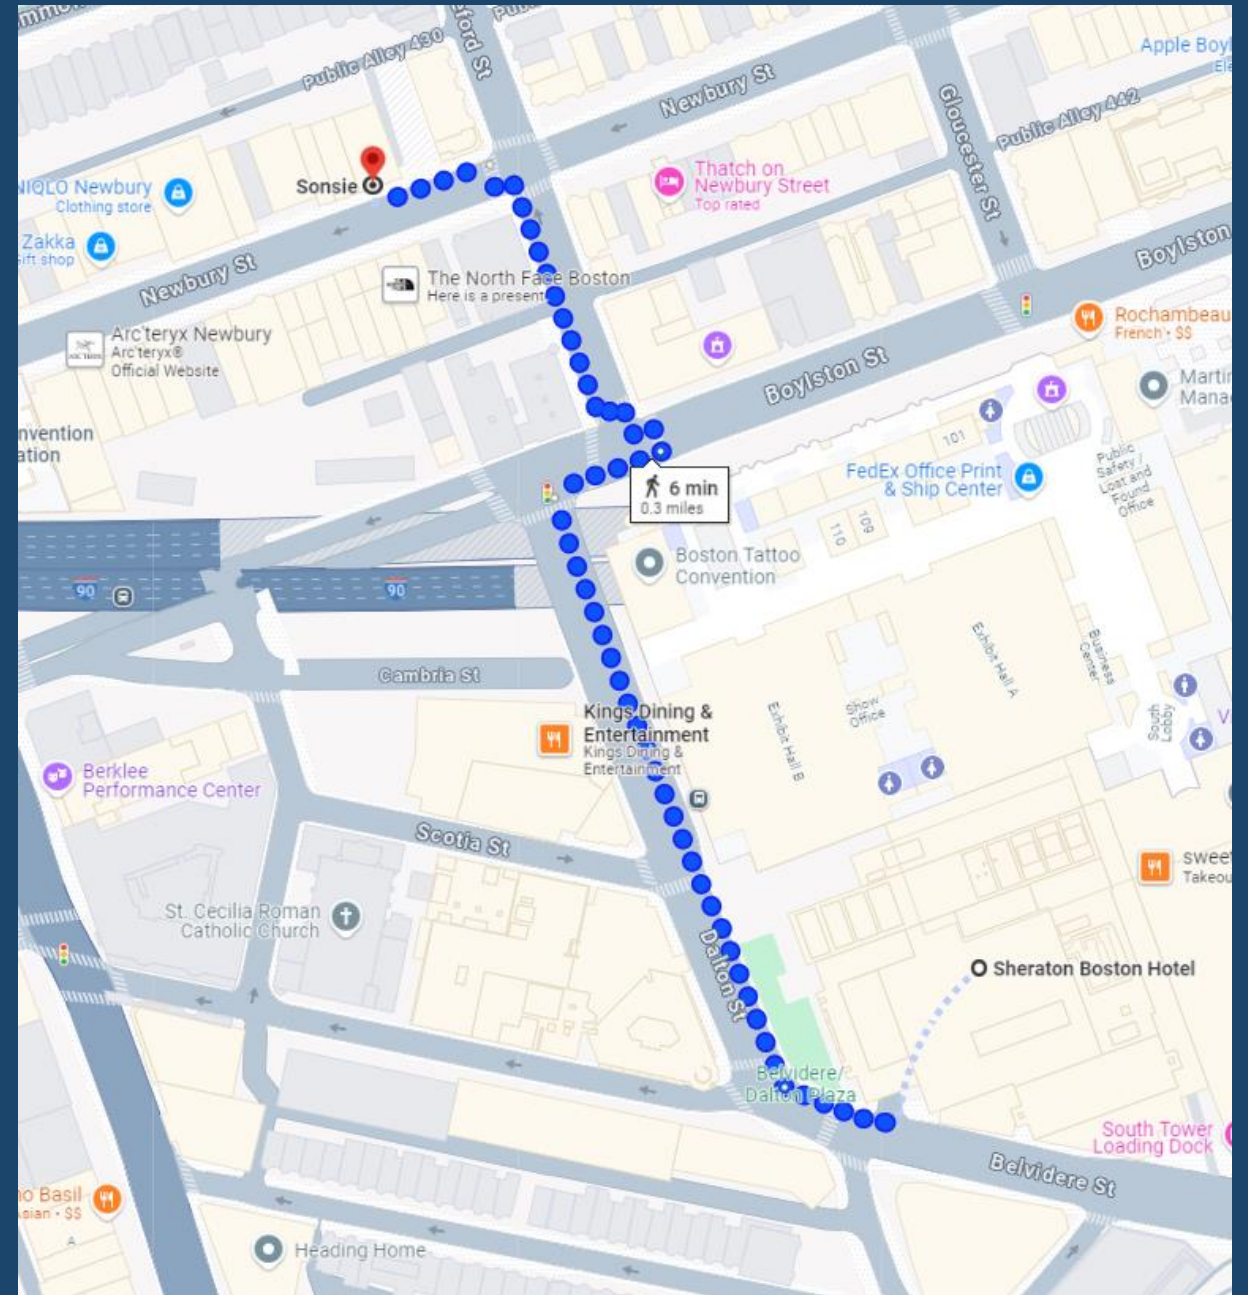 Public Alley 430
Newbury St
Gloucester St
Public Alley 442
Apple Boyl
Ele
Thatch on
Newbury Street
Top rated
Sonsie
NIQLO Newbury
Clothing store
Zakka
Gift shop
Newbury St
The North Face Boston
Here is a present
Boylston
Rochambeau
French · $$
Arc'teryx Newbury
Arc'teryx®
Official Website
ARC'TERYX
Boylston St
Martin
Mana
nvention
ation
101
FedEx Office Print
& Ship Center
Public
Safety /
Lost and
Found
Office
6 min
0.3 miles
110
109
Boston Tattoo
Convention
90
90
Cambria St
Exhibit Hall A
Business
Center
Kings Dining &
Entertainment
Kings Dining &
Entertainment
Show
Office
Exhibit Hall B
South
Lobby
V
Berklee
Performance Center
Scotia St
sweet
Takeou
St. Cecilia Roman
Catholic Church
Dalton St
Sheraton Boston Hotel
Belvidere/
Dalton Plaza
South Tower
Loading Dock
Belvidere St
no Basil
Asian · $$
A
Heading Home